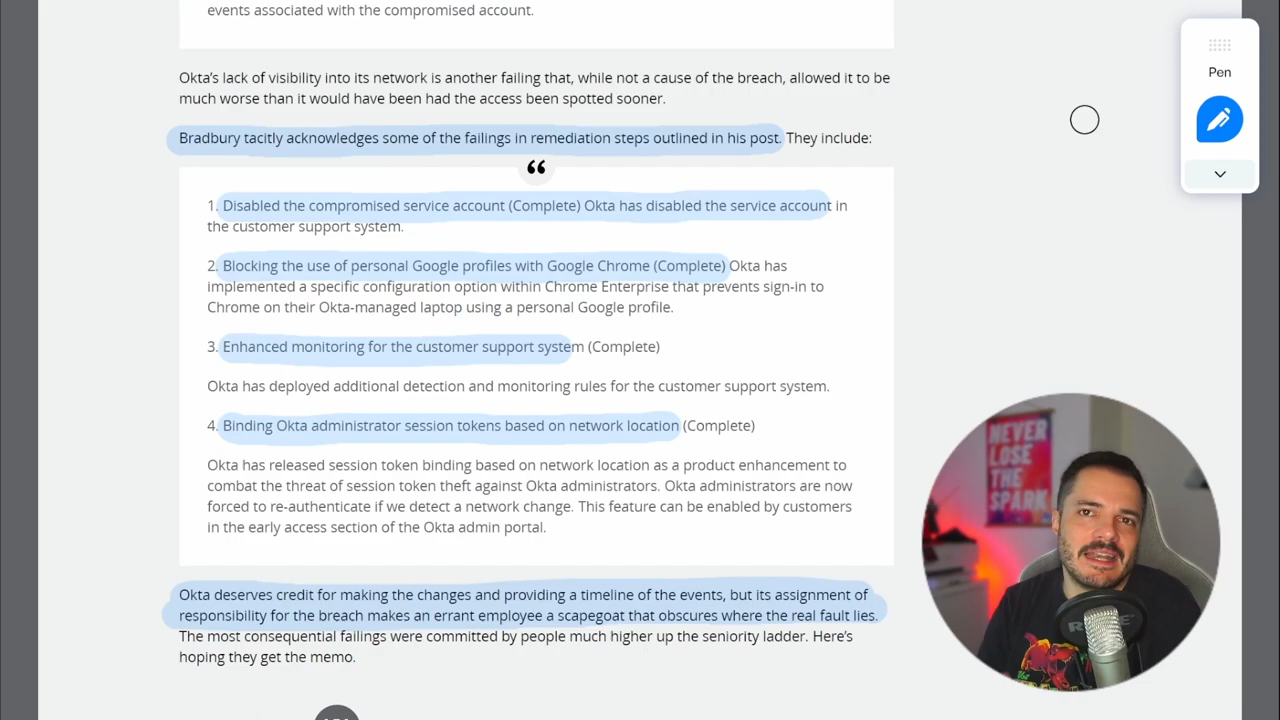 events associated with the compromised account.
Okta's lack of visibility into its network is another failing that, while not a cause of the breach, allowed it to be
much worse than it would have been had the access been spotted sooner.
Bradbury tacitly acknowledges some of the failings in remediation steps outlined in his post. They include:
“
1. Disabled the compromised service account (Complete) Okta has disabled the service account in
the customer support system.
2. Blocking the use of personal Google profiles with Google Chrome (Complete) Okta has
implemented a specific configuration option within Chrome Enterprise that prevents sign-in to
Chrome on their Okta-managed laptop using a personal Google profile.
3. Enhanced monitoring for the customer support system (Complete)
Okta has deployed additional detection and monitoring rules for the customer support system.
4. Binding Okta administrator session tokens based on network location (Complete)
Okta has released session token binding based on network location as a product enhancement to
combat the threat of session token theft against Okta administrators. Okta administrators are now
forced to re-authenticate if we detect a network change. This feature can be enabled by customers
in the early access section of the Okta admin portal.
Okta deserves credit for making the changes and providing a timeline of the events, but its assignment of
responsibility for the breach makes an errant employee a scapegoat that obscures where the real fault lies.
The most consequential failings were committed by people much higher up the seniority ladder. Here's
hoping they get the memo.
Pen
NEVER
LOSE
THE
SPARK